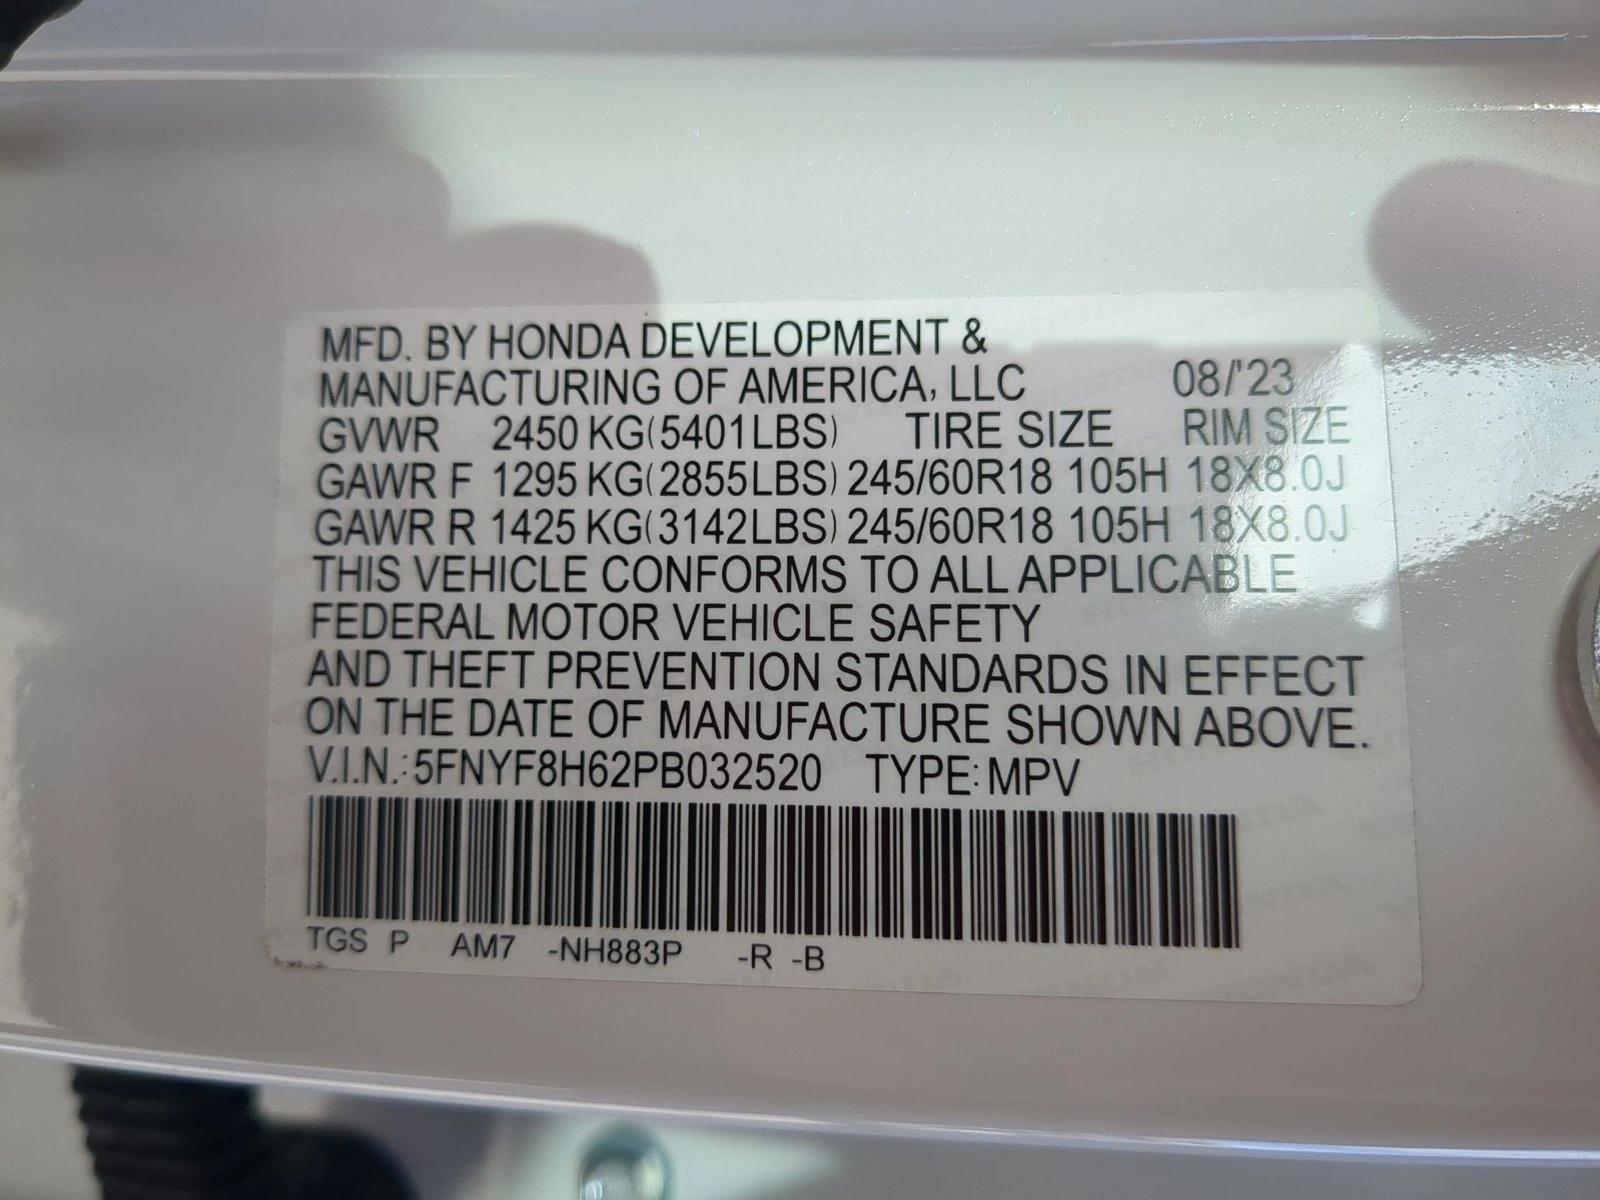 MFD. BY HONDA DEVELOPMENT &
MANUFACTURING OF AMERICA, LLC 08/'23
GVWR 2450 KG(5401LBS) TIRE SIZE RIM SIZE
GAWR F 1295 KG(2855LBS) 245/60R18 105H 18X8.0J
GAWR R 1425 KG(3142LBS) 245/60R18 105H 18X8.0J
THIS VEHICLE CONFORMS TO ALL APPLICABLE
FEDERAL MOTOR VEHICLE SAFETY
AND THEFT PREVENTION STANDARDS IN EFFECT
ON THE DATE OF MANUFACTURE SHOWN ABOVE.
V.I.N.: 5FNYF8H62PB032520 TYPE: MPV
TGS P AM7 -NH883P -R -B